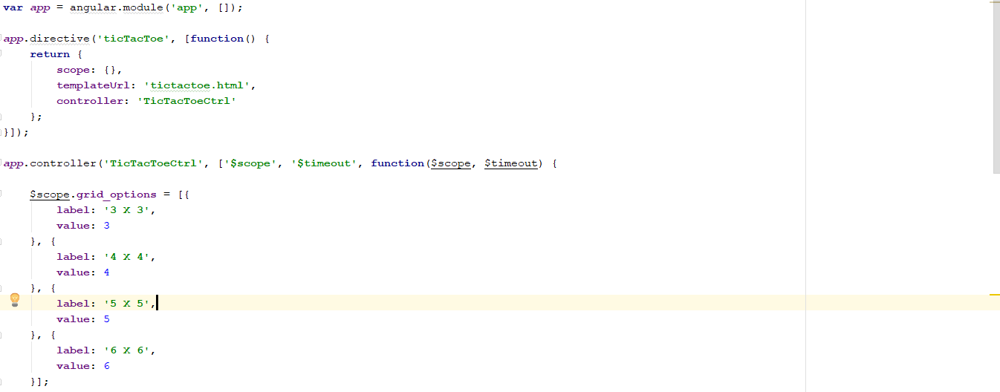 var app = angular.module('app', []);
app.directive('ticTacToe', [function() {
    return {
        scope: {},
        templateUrl: 'tictactoe.html',
        controller: 'TicTacToeCtrl'
    };
}]);
app.controller('TicTacToeCtrl', ['$scope', '$timeout', function($scope, $timeout) {
    $scope.grid_options = [{
        label: '3 X 3',
        value: 3
    }, {
        label: '4 X 4',
        value: 4
    }, {
        label: '5 X 5',
        value: 5
    }, {
        label: '6 X 6',
        value: 6
    }];